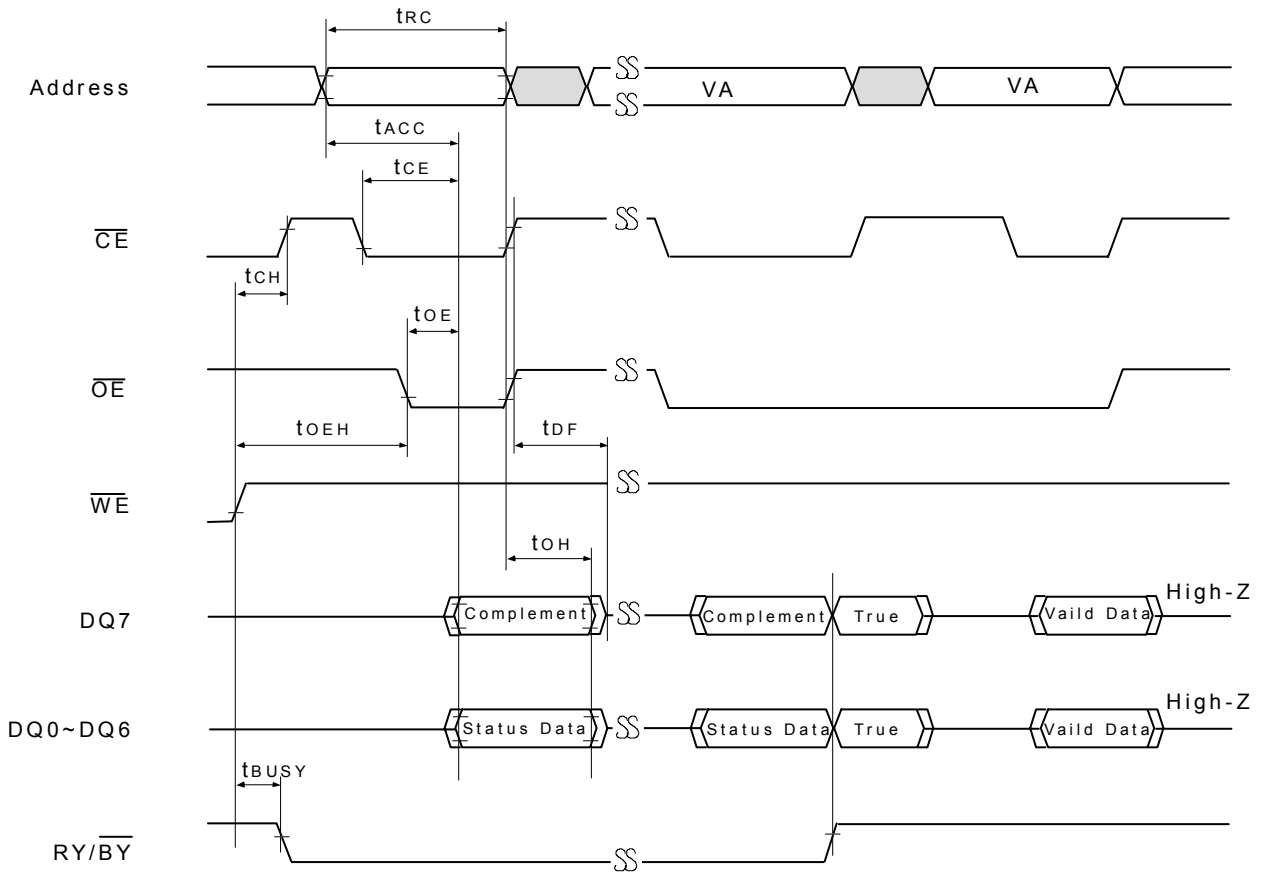 tRC
Address
VA
VA
tACC
tCE
CE
tCH
tOE
OE
tOEH
tDF
WE
tOH
DQ7
Complement
Complement
True
Vaild Data
High-Z
DQ0~DQ6
Status Data
Status Data
True
Vaild Data
High-Z
tBUSY
RY/BY